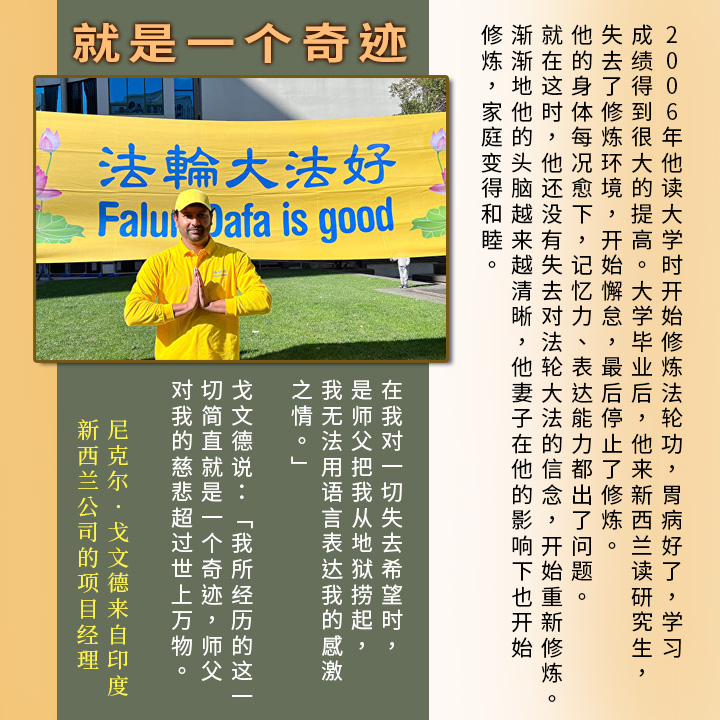 就是一个奇迹
法輪大法好
Falun Dafa is good
2006年他读大学时开始修炼法轮功，胃病好了，学习
成绩得到很大的提高。大学毕业后，他来新西兰读研究生，
失去了修炼环境，开始懈怠，最后停止了修炼。
他的身体每况愈下，记忆力、表达能力都出了问题。
就在这时，他还没有失去对法轮大法的信念，开始重新修炼。
渐渐地他的头脑越来越清晰，他妻子在他的影响下也开始
修炼，家庭变得和睦。
在我对一切失去希望时，
是师父把我从地狱捞起，
我无法用语言表达我的感激
之情。」
戈文德说：「我所经历的这一
切简直就是一个奇迹，师父
对我的慈悲超过世上万物。
尼克尔·戈文德来自印度
新西兰公司的项目经理